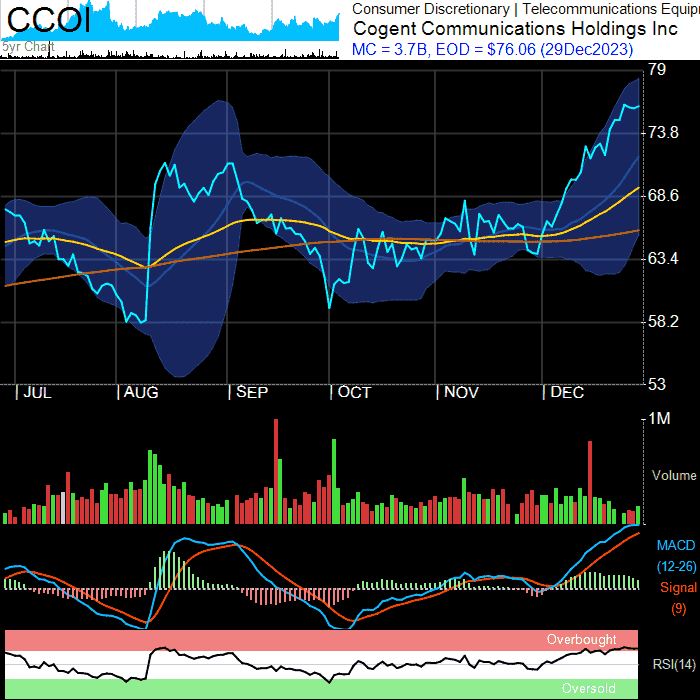 CCOI
5yr Chart
Consumer Discretionary | Telecommunications Equip
Cogent Communications Holdings Inc
MC = 3.7B, EOD = $76.06 (29Dec2023)
79
73.8
68.6
63.4
58.2
53
| JUL | AUG | SEP | OCT | NOV | DEC
1M
Volume
MACD
(12-26)
Signal
(9)
Overbought
RSI(14)
Oversold